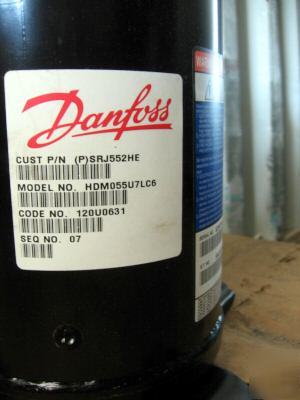 Danfoss
CUST P/N (P)SRJ552HE
MODEL NO. HDM055U7LC6
CODE NO. 120U0631
SEQ NO. 07